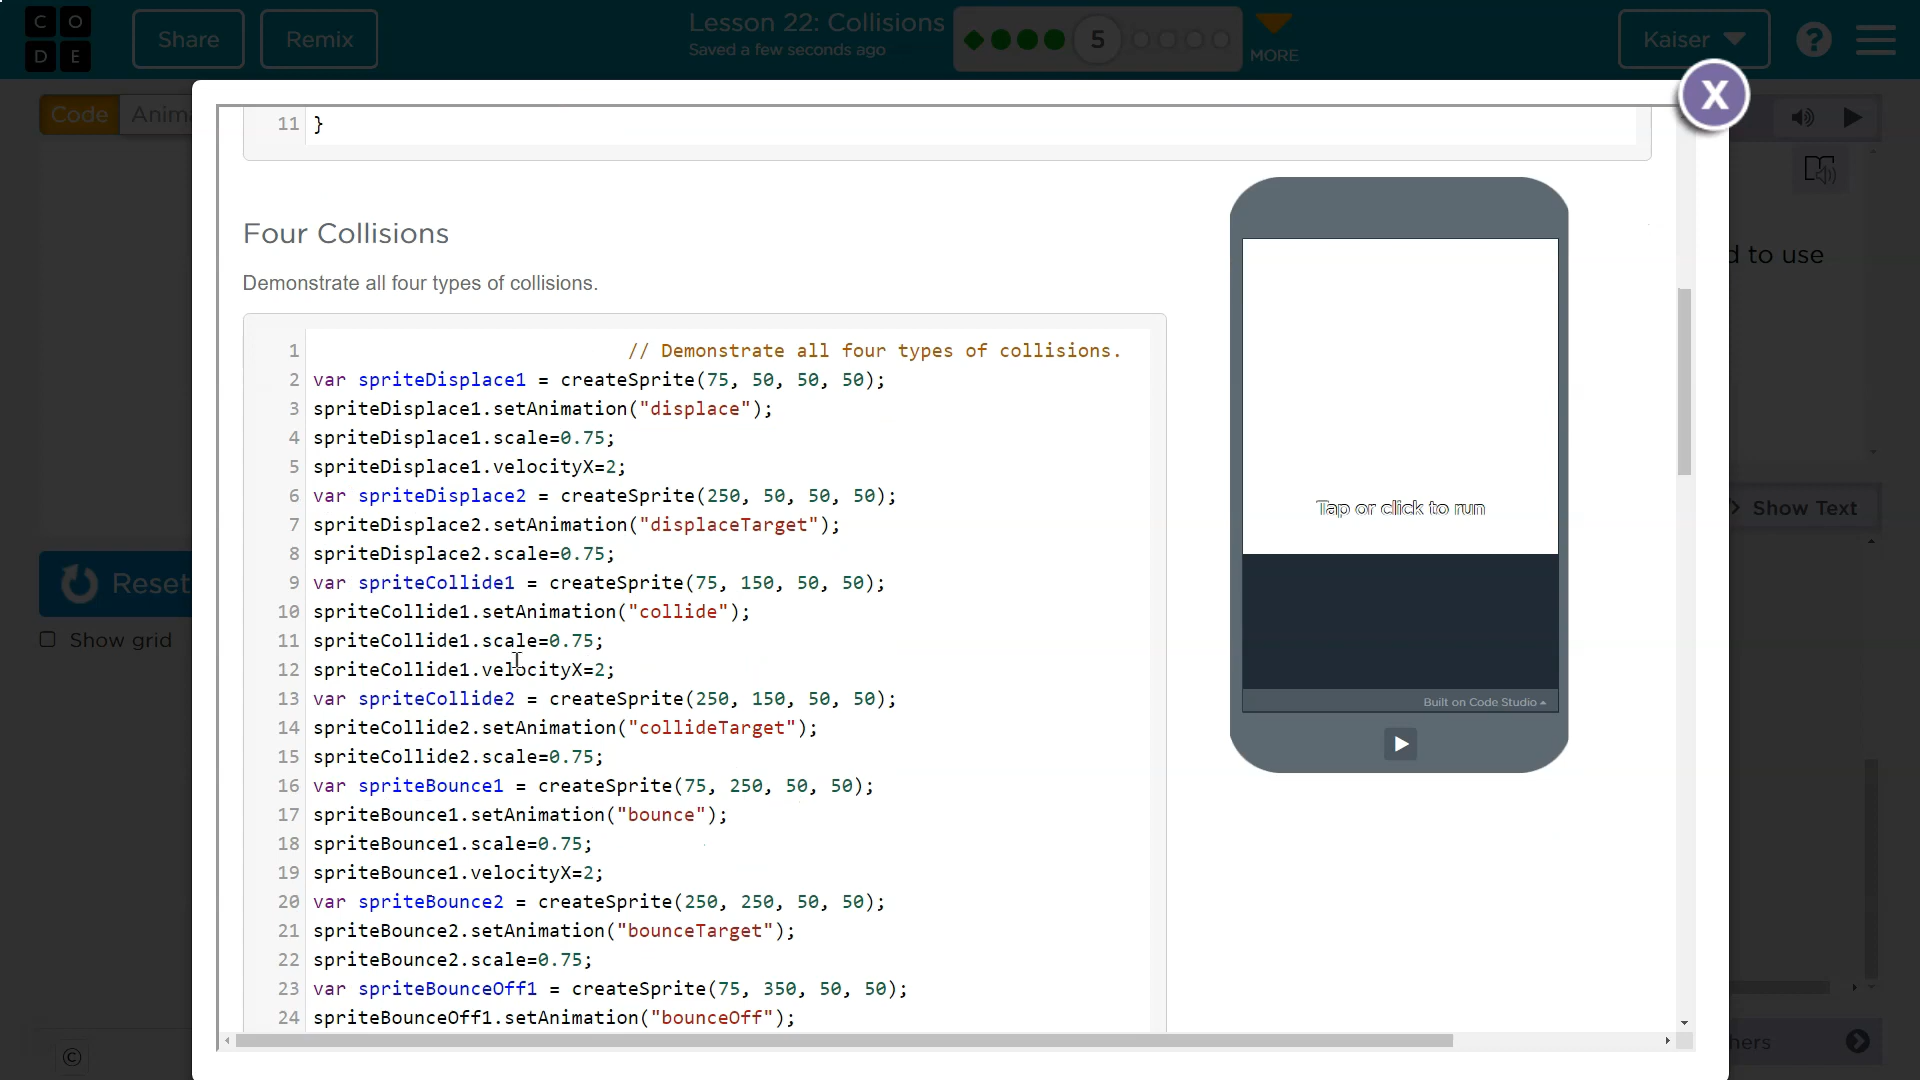 CODE
Share
Remix
Lesson 22: Collisions
Saved a few seconds ago
5
MORE
Kaiser
?
Code
X
11 }
Four Collisions
Demonstrate all four types of collisions.
1 // Demonstrate all four types of collisions.
2 var spriteDisplace1 = createSprite(75, 50, 50, 50);
3 spriteDisplace1.setAnimation("displace");
4 spriteDisplace1.scale=0.75;
5 spriteDisplace1.velocityX=2;
6 var spriteDisplace2 = createSprite(250, 50, 50, 50);
7 spriteDisplace2.setAnimation("displaceTarget");
8 spriteDisplace2.scale=0.75;
9 var spriteCollide1 = createSprite(75, 150, 50, 50);
10 spriteCollide1.setAnimation("collide");
11 spriteCollide1.scale=0.75;
12 spriteCollide1.velocityX=2;
13 var spriteCollide2 = createSprite(250, 150, 50, 50);
14 spriteCollide2.setAnimation("collideTarget");
15 spriteCollide2.scale=0.75;
16 var spriteBounce1 = createSprite(75, 250, 50, 50);
17 spriteBounce1.setAnimation("bounce");
18 spriteBounce1.scale=0.75;
19 spriteBounce1.velocityX=2;
20 var spriteBounce2 = createSprite(250, 250, 50, 50);
21 spriteBounce2.setAnimation("bounceTarget");
22 spriteBounce2.scale=0.75;
23 var spriteBounceOff1 = createSprite(75, 350, 50, 50);
24 spriteBounceOff1.setAnimation("bounceOff");
Tap or click to run
Built on Code Studio
to use
Show Text
Reset
Show grid
©